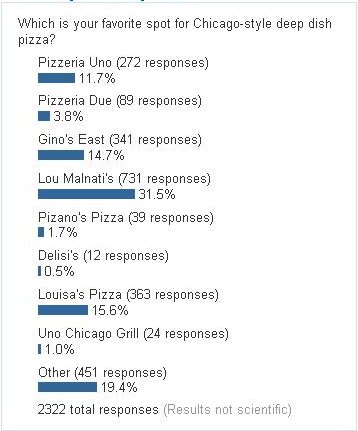 Which is your favorite spot for Chicago-style deep dish
pizza?
Pizzeria Uno (272 responses)
11.7%
Pizzeria Due (89 responses)
3.8%
Gino's East (341 responses)
14.7%
Lou Malnati's (731 responses)
31.5%
Pizano's Pizza (39 responses)
1.7%
Delisi's (12 responses)
0.5%
Louisa's Pizza (363 responses)
15.6%
Uno Chicago Grill (24 responses)
1.0%
Other (451 responses)
19.4%
2322 total responses (Results not scientific)